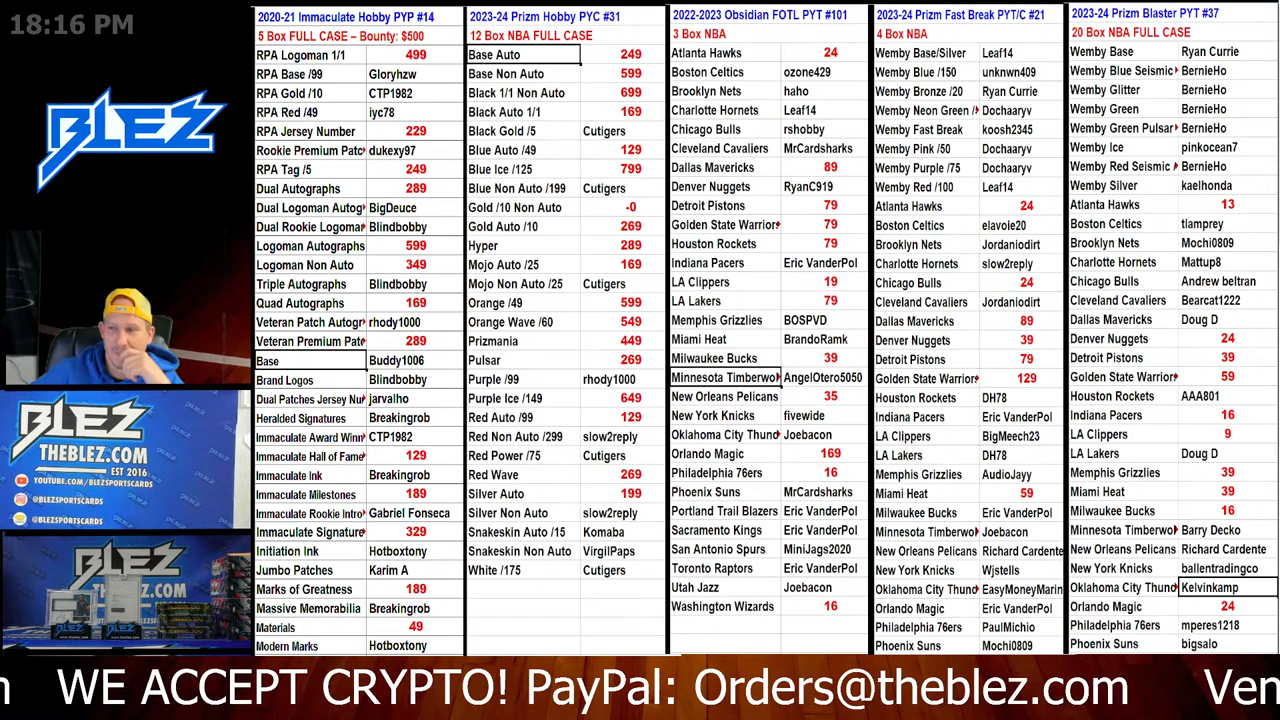 18:16 PM
BLEZ
BLEZ
THEBLEZ.COM
EST 2016
YOUTUBE.COM/BLEZSPORTSCARDS
@BLEZSPORTSCARDS
@BLEZSPORTSCARDS
BLEZ
2020-21 Immaculate Hobby PYP #14
5 Box FULL CASE – Bounty: $500
RPA Logoman 1/1 499
RPA Base /99 Gloryhzw
RPA Gold /10 CTP1982
RPA Red /49 iyc78
RPA Jersey Number 229
Rookie Premium Patc dukexy97
RPA Tag /5 249
Dual Autographs 289
Dual Logoman Autog BigDeuce
Dual Rookie Logoma Blindbobby
Logoman Autographs 599
Logoman Non Auto 349
Triple Autographs Blindbobby
Quad Autographs 169
Veteran Patch Autogr rhody1000
Veteran Premium Pat 289
Base Buddy1006
Brand Logos Blindbobby
Dual Patches Jersey Nu jarvalho
Heralded Signatures Breakingrob
Immaculate Award Winn CTP1982
Immaculate Hall of Fame 129
Immaculate Ink Breakingrob
Immaculate Milestones 189
Immaculate Rookie Intro Gabriel Fonseca
Immaculate Signature 329
Initiation Ink Hotboxtony
Jumbo Patches Karim A
Marks of Greatness 189
Massive Memorabilia Breakingrob
Materials 49
Modern Marks Hotboxtony
2023-24 Prizm Hobby PYC #31
12 Box NBA FULL CASE
Base Auto 249
Base Non Auto 599
Black 1/1 Non Auto 699
Black Auto 1/1 169
Black Gold /5 Cutigers
Blue Auto /49 129
Blue Ice /125 799
Blue Non Auto /199 Cutigers
Gold /10 Non Auto -0
Gold Auto /10 269
Hyper 289
Mojo Auto /25 169
Mojo Non Auto /25 Cutigers
Orange /49 599
Orange Wave /60 549
Prizmania 449
Pulsar 269
Purple /99 rhody1000
Purple Ice /149 649
Red Auto /99 129
Red Non Auto /299 slow2reply
Red Power /75 Cutigers
Red Wave 269
Silver Auto 199
Silver Non Auto slow2reply
Snakeskin Auto /15 Komaba
Snakeskin Non Auto VirgilPaps
White /175 Cutigers
2022-2023 Obsidian FOTL PYT #101
3 Box NBA
Atlanta Hawks 24
Boston Celtics ozone429
Brooklyn Nets haho
Charlotte Hornets Leaf14
Chicago Bulls rshobby
Cleveland Cavaliers MrCardsharks
Dallas Mavericks 89
Denver Nuggets RyanC919
Detroit Pistons 79
Golden State Warriors 79
Houston Rockets 79
Indiana Pacers Eric VanderPol
LA Clippers 19
LA Lakers 79
Memphis Grizzlies BOSPVD
Miami Heat BrandoRamk
Milwaukee Bucks 39
Minnesota Timberwo AngelOtero5050
New Orleans Pelicans 35
New York Knicks fivewide
Oklahoma City Thund Joebacon
Orlando Magic 169
Philadelphia 76ers 16
Phoenix Suns MrCardsharks
Portland Trail Blazers Eric VanderPol
Sacramento Kings Eric VanderPol
San Antonio Spurs MiniJags2020
Toronto Raptors Eric VanderPol
Utah Jazz Joebacon
Washington Wizards 16
2023-24 Prizm Fast Break PYT/C #21
4 Box NBA
Wemby Base/Silver Leaf14
Wemby Blue /150 unknwn409
Wemby Bronze /20 Ryan Currie
Wemby Neon Green / Dochaaryv
Wemby Fast Break koosh2345
Wemby Pink /50 Dochaaryv
Wemby Purple /75 Dochaaryv
Wemby Red /100 Leaf14
Atlanta Hawks 24
Boston Celtics elavoie20
Brooklyn Nets Jordaniodirt
Charlotte Hornets slow2reply
Chicago Bulls 24
Cleveland Cavaliers Jordaniodirt
Dallas Mavericks 89
Denver Nuggets 39
Detroit Pistons 79
Golden State Warrior 129
Houston Rockets DH78
Indiana Pacers Eric VanderPol
LA Clippers BigMeech23
LA Lakers DH78
Memphis Grizzlies AudioJayy
Miami Heat 59
Milwaukee Bucks Eric VanderPol
Minnesota Timberwo Joebacon
New Orleans Pelicans Richard Cardente
New York Knicks Wjstells
Oklahoma City Thund EasyMoneyMarin
Orlando Magic Eric VanderPol
Philadelphia 76ers PaulMichio
Phoenix Suns Mochi0809
2023-24 Prizm Blaster PYT #37
20 Box NBA FULL CASE
Wemby Base Ryan Currie
Wemby Blue Seismic BernieHo
Wemby Glitter BernieHo
Wemby Green BernieHo
Wemby Green Pulsar BernieHo
Wemby Ice pinkocean7
Wemby Red Seismic BernieHo
Wemby Silver kaelhonda
Atlanta Hawks 13
Boston Celtics tlamprey
Brooklyn Nets Mochi0809
Charlotte Hornets Mattup8
Chicago Bulls Andrew beltran
Cleveland Cavaliers Bearcat1222
Dallas Mavericks Doug D
Denver Nuggets 24
Detroit Pistons 39
Golden State Warrior 59
Houston Rockets AAA801
Indiana Pacers 16
LA Clippers 9
LA Lakers Doug D
Memphis Grizzlies 39
Miami Heat 39
Milwaukee Bucks 16
Minnesota Timberwo Barry Decko
New Orleans Pelicans Richard Cardente
New York Knicks ballentradingco
Oklahoma City Thund Kelvinkamp
Orlando Magic 24
Philadelphia 76ers mperes1218
Phoenix Suns bigsalo
n WE ACCEPT CRYPTO! PayPal: Orders@theblez.com Ven